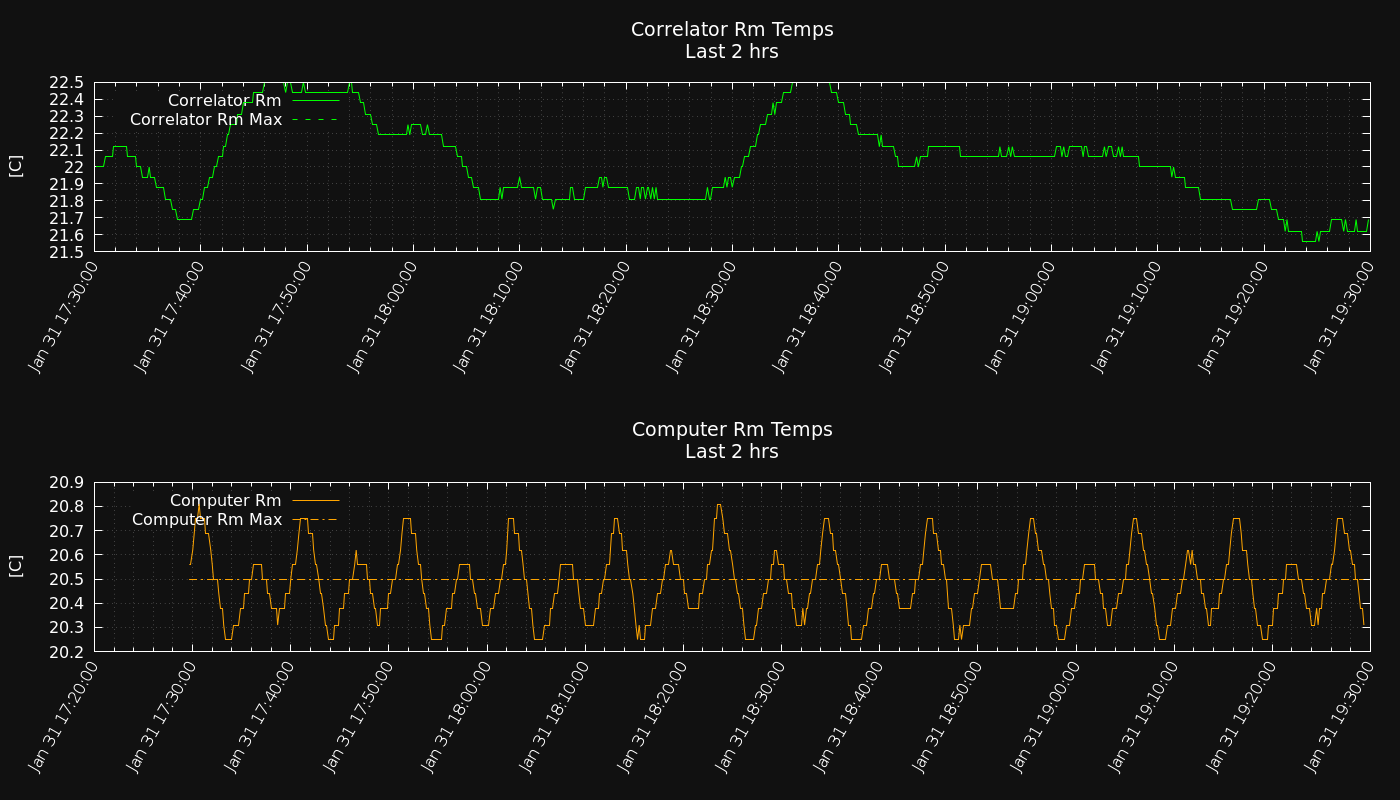 Correlator Rm Temps
Last 2 hrs
[C]
22.5
22.4
22.3
22.2
22.1
22
21.9
21.8
21.7
21.6
21.5
Correlator Rm
Correlator Rm Max
Jan 31 17:30:00
Jan 31 17:40:00
Jan 31 17:50:00
Jan 31 18:00:00
Jan 31 18:10:00
Jan 31 18:20:00
Jan 31 18:30:00
Jan 31 18:40:00
Jan 31 18:50:00
Jan 31 19:00:00
Jan 31 19:10:00
Jan 31 19:20:00
Jan 31 19:30:00
Computer Rm Temps
Last 2 hrs
[C]
20.9
20.8
20.7
20.6
20.5
20.4
20.3
20.2
Computer Rm
Computer Rm Max
Jan 31 17:20:00
Jan 31 17:30:00
Jan 31 17:40:00
Jan 31 17:50:00
Jan 31 18:00:00
Jan 31 18:10:00
Jan 31 18:20:00
Jan 31 18:30:00
Jan 31 18:40:00
Jan 31 18:50:00
Jan 31 19:00:00
Jan 31 19:10:00
Jan 31 19:20:00
Jan 31 19:30:00